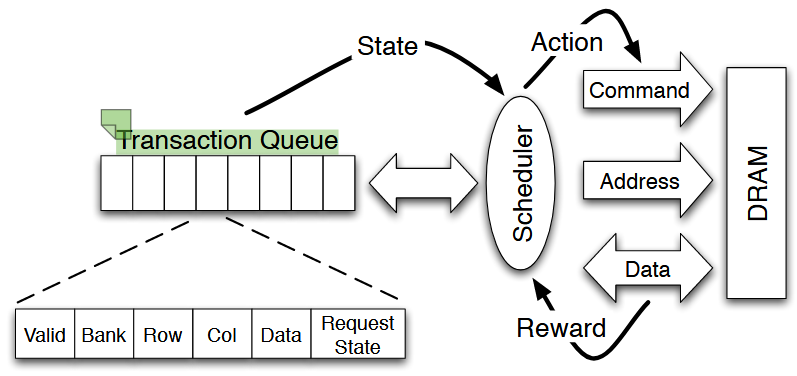 State
Action
Command
Transaction Queue
Scheduler
Address
DRAM
Data
Valid
Bank
Row
Col
Data
Request
State
Reward